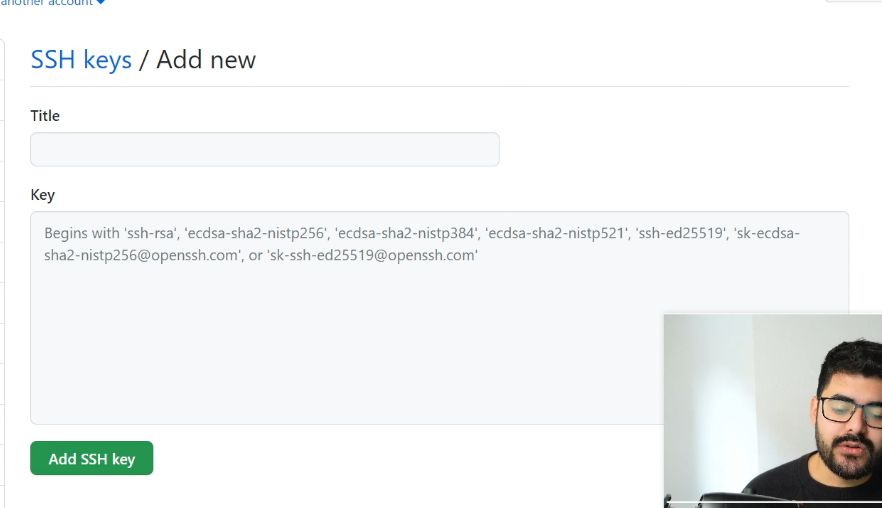 another account
SSH keys / Add new
Title
Key
Begins with 'ssh-rsa', 'ecdsa-sha2-nistp256', 'ecdsa-sha2-nistp384', 'ecdsa-sha2-nistp521', 'ssh-ed25519', 'sk-ecdsa-
sha2-nistp256@openssh.com', or 'sk-ssh-ed25519@openssh.com'
Add SSH key